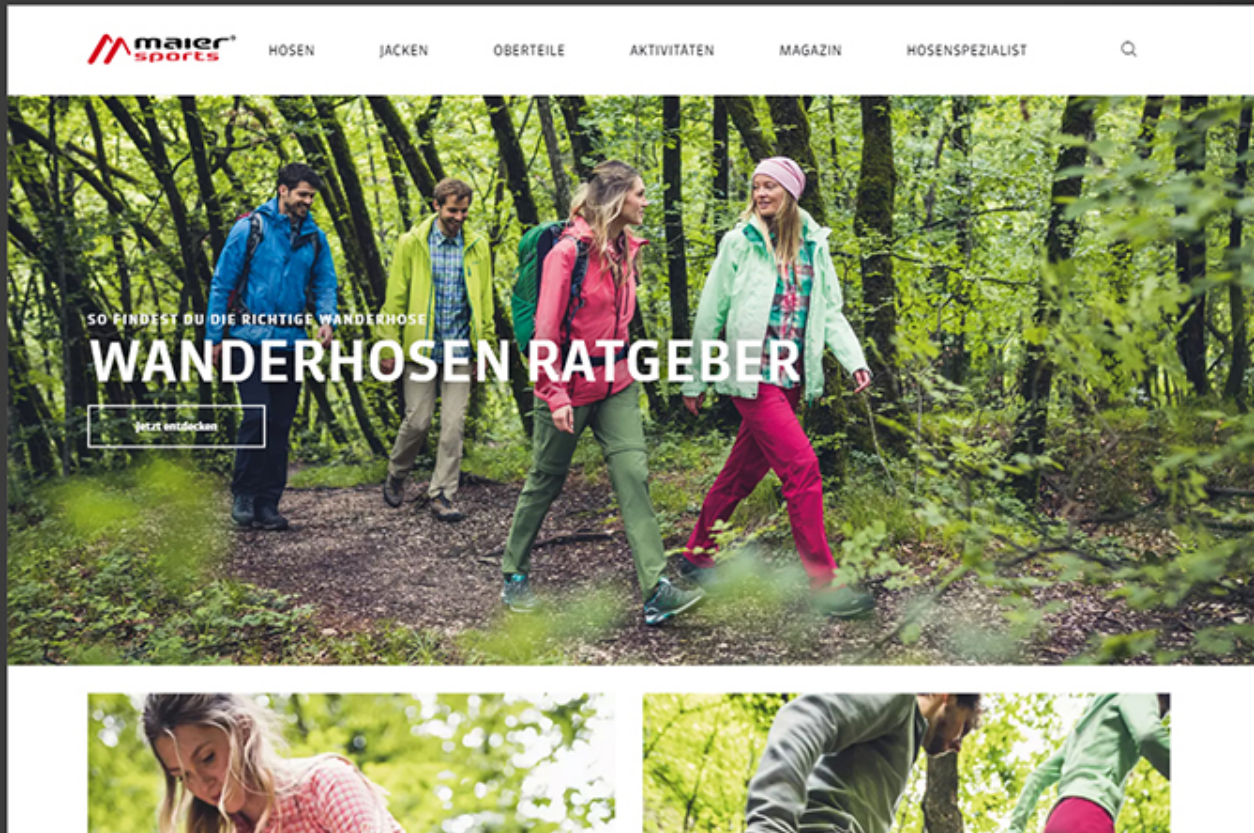 maier®
sports
HOSEN
JACKEN
OBERTEILE
AKTIVITÄTEN
MAGAZIN
HOSENSPEZIALIST
SO FINDEST DU DIE RICHTIGE WANDERHOSE
WANDERHOSEN RATGEBER
Jetzt entdecken